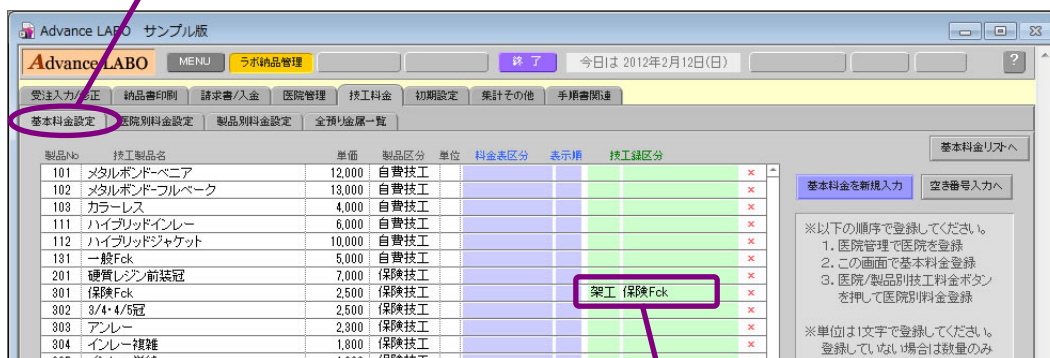 Advance LABO サンプル版
Advance LABO MENU ラボ納品管理 終 了 今日は 2012年2月12日(日) ?
受注入力/修正 納品書印刷 請求書/入金 医院管理 技工料金 初期設定 集計その他 手順書関連
基本料金設定 医院別料金設定 製品別料金設定 全預り金属一覧
基本料金リストへ
製品No 技工製品名 単価 製品区分 単位 料金表区分 表示順 技工録区分
101 メタルボンド-ベニア 12,000 自費技工 ×
102 メタルボンド-フルベーク 13,000 自費技工 ×
103 カラーレス 4,000 自費技工 ×
111 ハイブリッドインレー 6,000 自費技工 ×
112 ハイブリッドジャケット 10,000 自費技工 ×
131 一般Fck 5,000 自費技工 ×
201 硬質レジン前装冠 7,000 保険技工 ×
301 保険Fck 2,500 保険技工 架工 保険Fck ×
302 3/4・4/5冠 2,500 保険技工 ×
303 アンレー 2,300 保険技工 ×
304 インレー複雑 1,800 保険技工 ×
基本料金を新規入力 空き番号入力へ
※以下の順序で登録してください。
1. 医院管理で医院を登録
2. この画面で基本料金登録
3. 医院/製品別技工料金ボタン
を押して医院別料金登録
※単位は1文字で登録してください。
登録していない場合は数量のみ